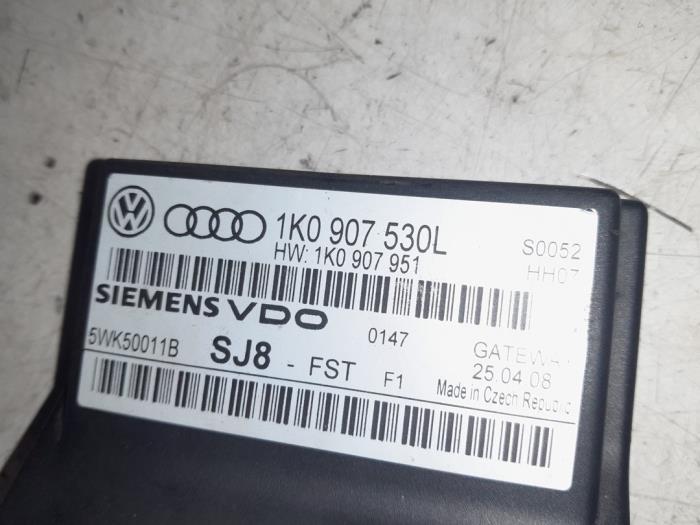 1K0 907 530L
S0052
HW: 1K0 907 951
HH07
SIEMENS VDO
0147
5WK50011B
SJ8 - FST F1
25.04.08
Made in Czech Republic